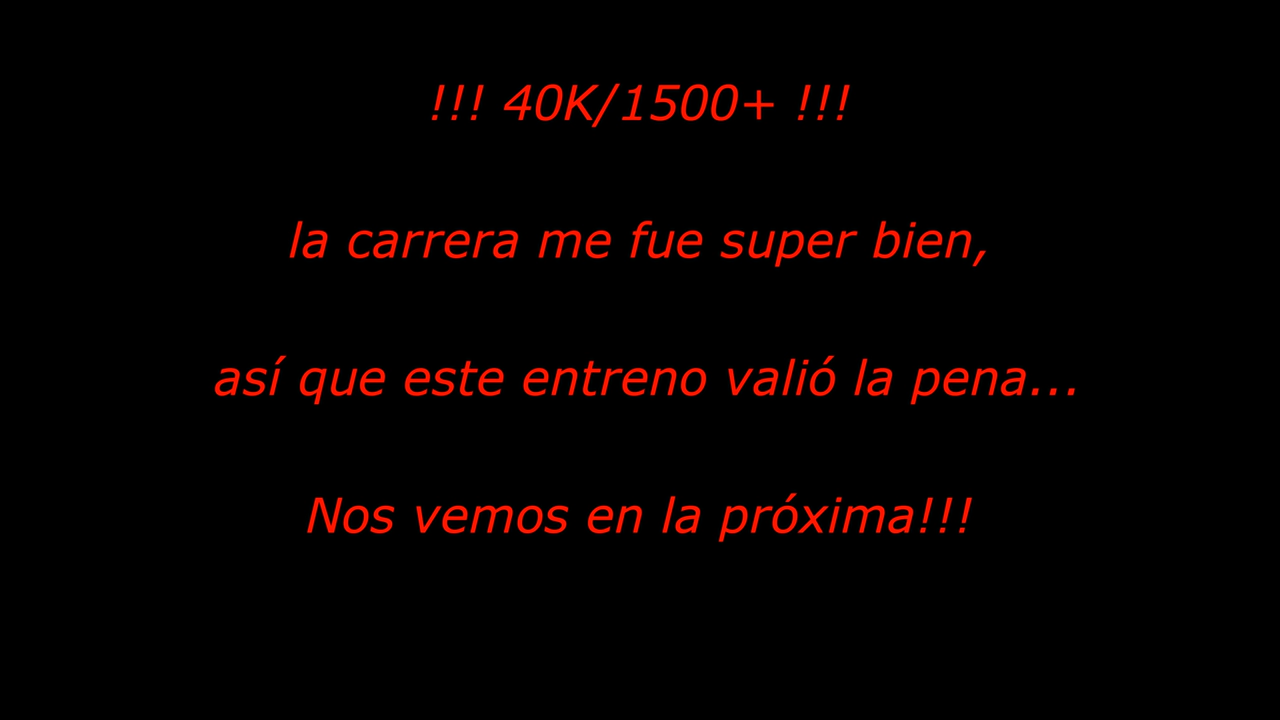 !!! 40K/1500+ !!!
la carrera me fue super bien,
así que este entreno valió la pena...
Nos vemos en la próxima!!!